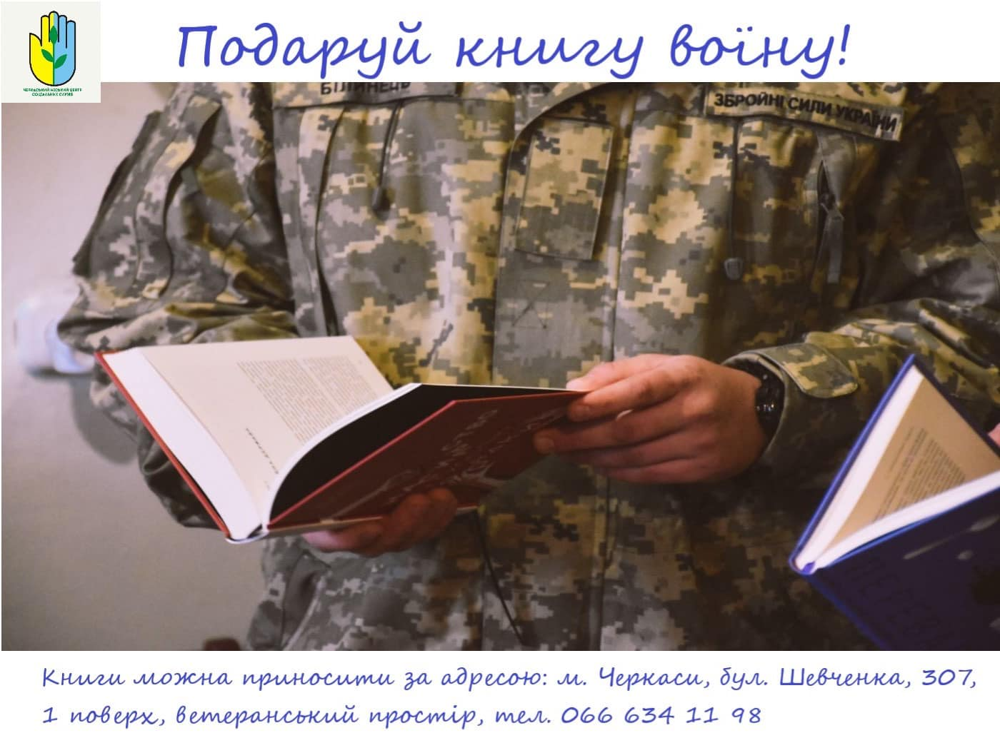 Подаруй книгу воїну!
ЧЕРКАСЬКИЙ МІСЬКИЙ ЦЕНТР
СОЦІАЛЬНИХ СЛУЖБ
БІЛИНЕЦЬ
ЗБРОЙНІ СИЛИ УКРАЇНИ
Книги можна приносити за адресою: м. Черкаси, бул. Шевченка, 307,
1 поверх, ветеранський простір, тел. 066 634 11 98